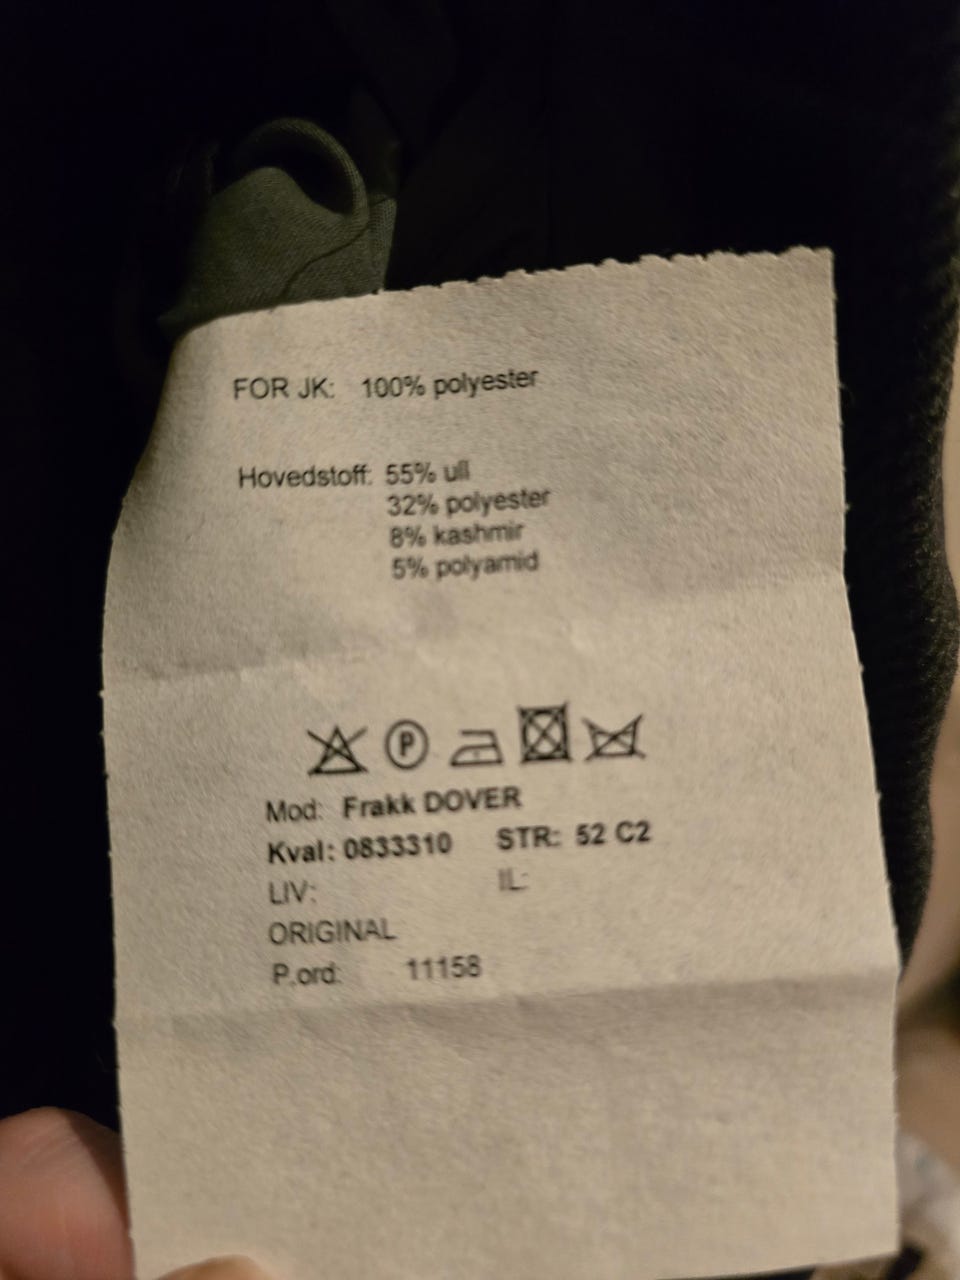 FOR JK: 100% polyester
Hovedstoff: 55% ull
32% polyester
8% kashmir
5% polyamid
P
Mod: Frakk DOVER
Kval: 0833310 STR: 52 C2
LIV: IL:
ORIGINAL
P.ord: 11158